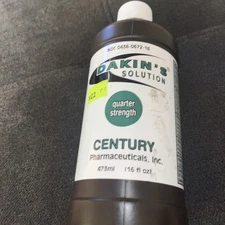 NDC 0436-0672-16
DAKIN'S®
SOLUTION
quarter
strength
CENTURY
Pharmaceuticals, Inc.
473ml (16 fl oz)